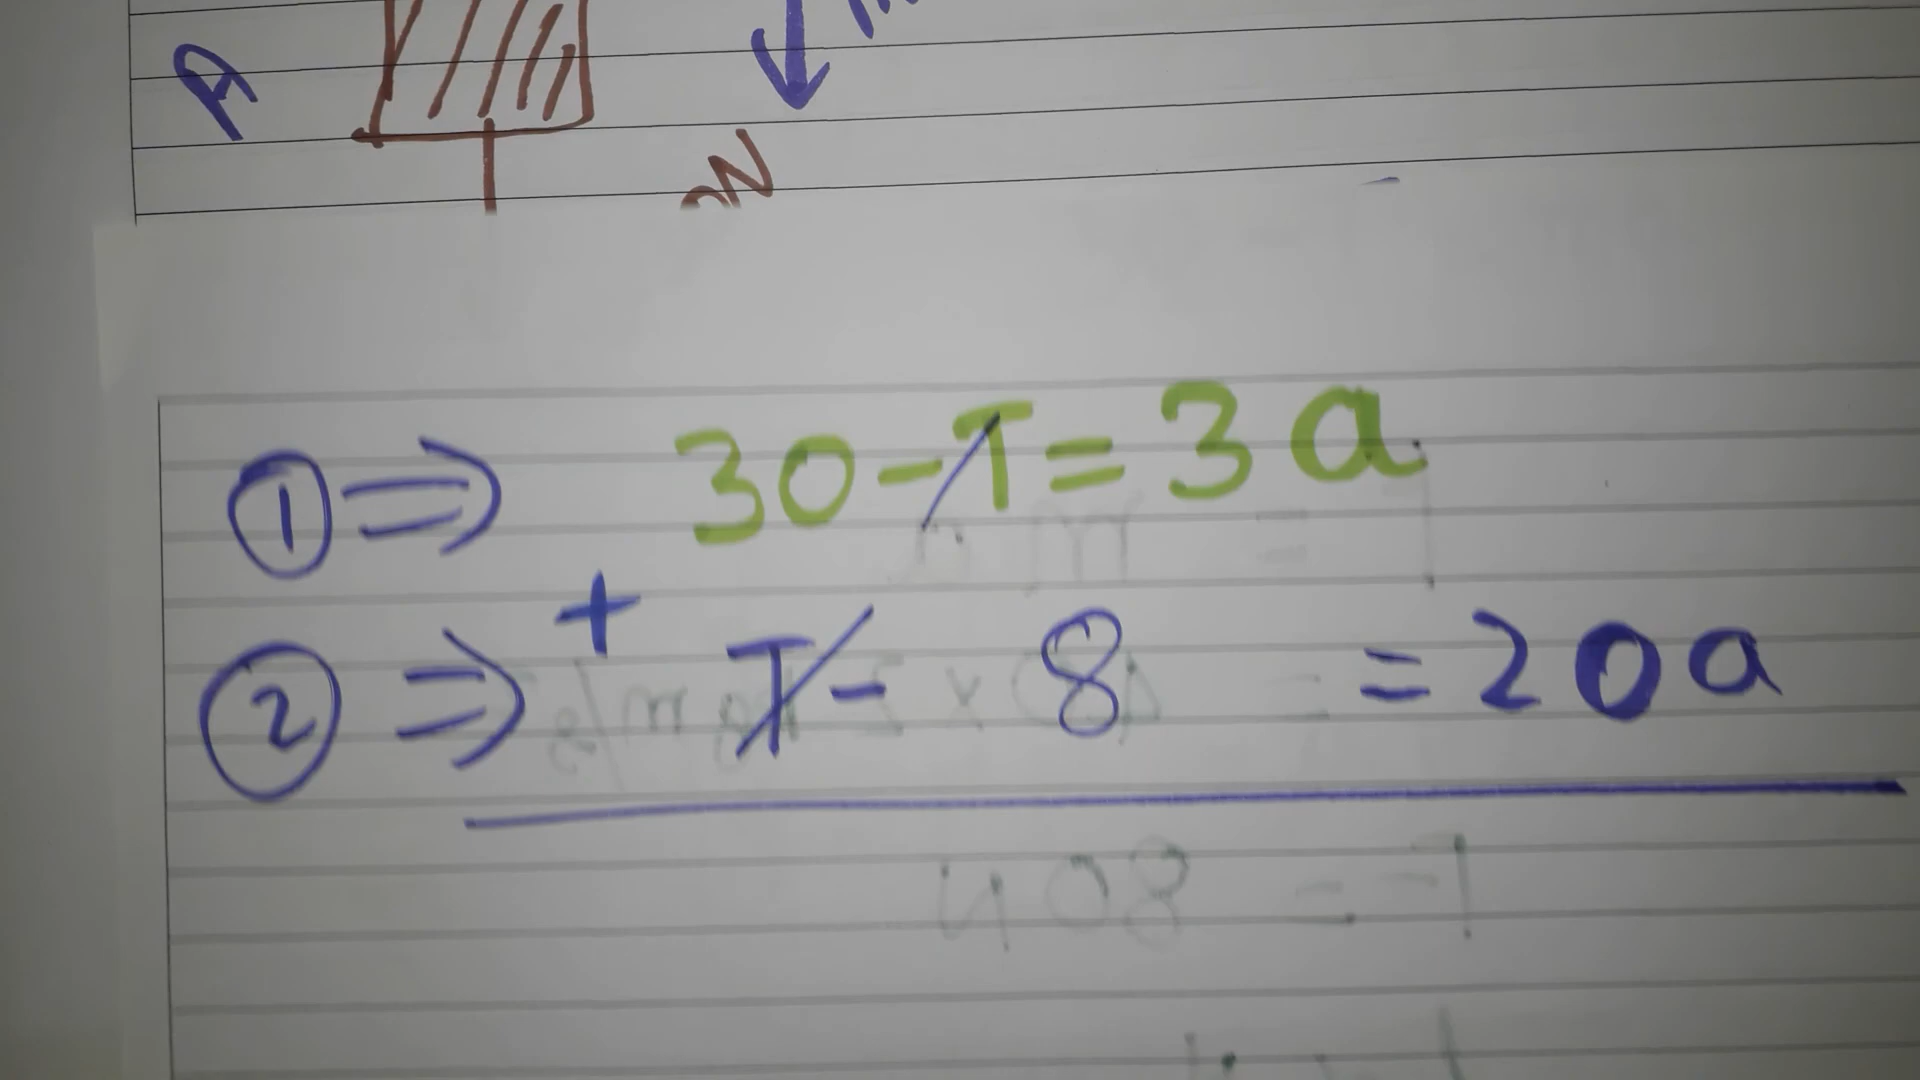 A
① ⇒ 30 - T = 3a
+
② ⇒ T - 8 = 20a